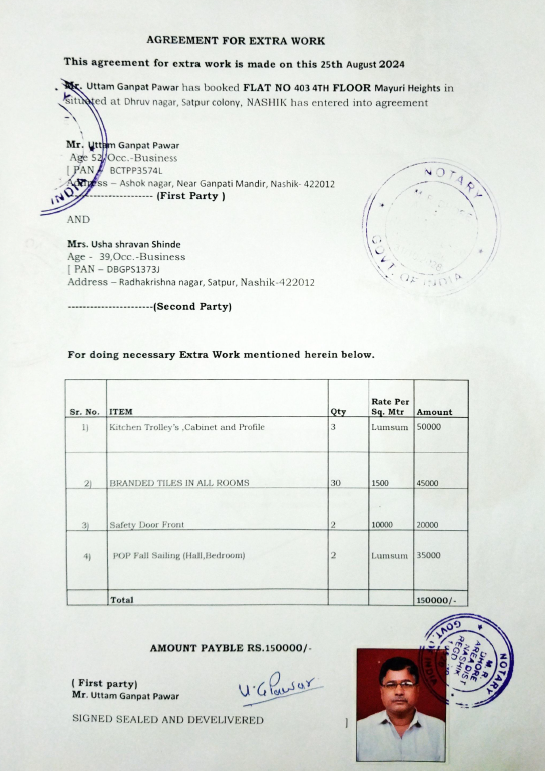 AGREEMENT FOR EXTRA WORK
This agreement for extra work is made on this 25th August 2024
Mr. Uttam Ganpat Pawar has booked FLAT NO 403 4TH FLOOR Mayuri Heights in
situated at Dhruv nagar, Satpur colony, NASHIK has entered into agreement
Mr. Uttam Ganpat Pawar
Age 52, Occ.-Business
[ PAN – BCTPP3574L
Address – Ashok nagar, Near Ganpati Mandir, Nashik- 422012
-------------------- (First Party )
INDIA
NOTARY
GOVT. OF INDIA
AND
Mrs. Usha shravan Shinde
Age - 39,Occ.-Business
[ PAN – DBGPS1373J
Address – Radhakrishna nagar, Satpur, Nashik-422012
-----------------------(Second Party)
For doing necessary Extra Work mentioned herein below.
Sr. No. ITEM Qty Rate Per Sq. Mtr Amount
1) Kitchen Trolley's ,Cabinet and Profile 3 Lumsum 50000
2) BRANDED TILES IN ALL ROOMS 30 1500 45000
3) Safety Door Front 2 10000 20000
4) POP Fall Sailing (Hall,Bedroom) 2 Lumsum 35000
Total 150000/-
AMOUNT PAYBLE RS.150000/-
( First party)
Mr. Uttam Ganpat Pawar
U.G.Pawar
SIGNED SEALED AND DEVELIVERED ]
NOTARY
GOVT OF INDIA
M. R.
DHORE
AREA DIST
NASHIK